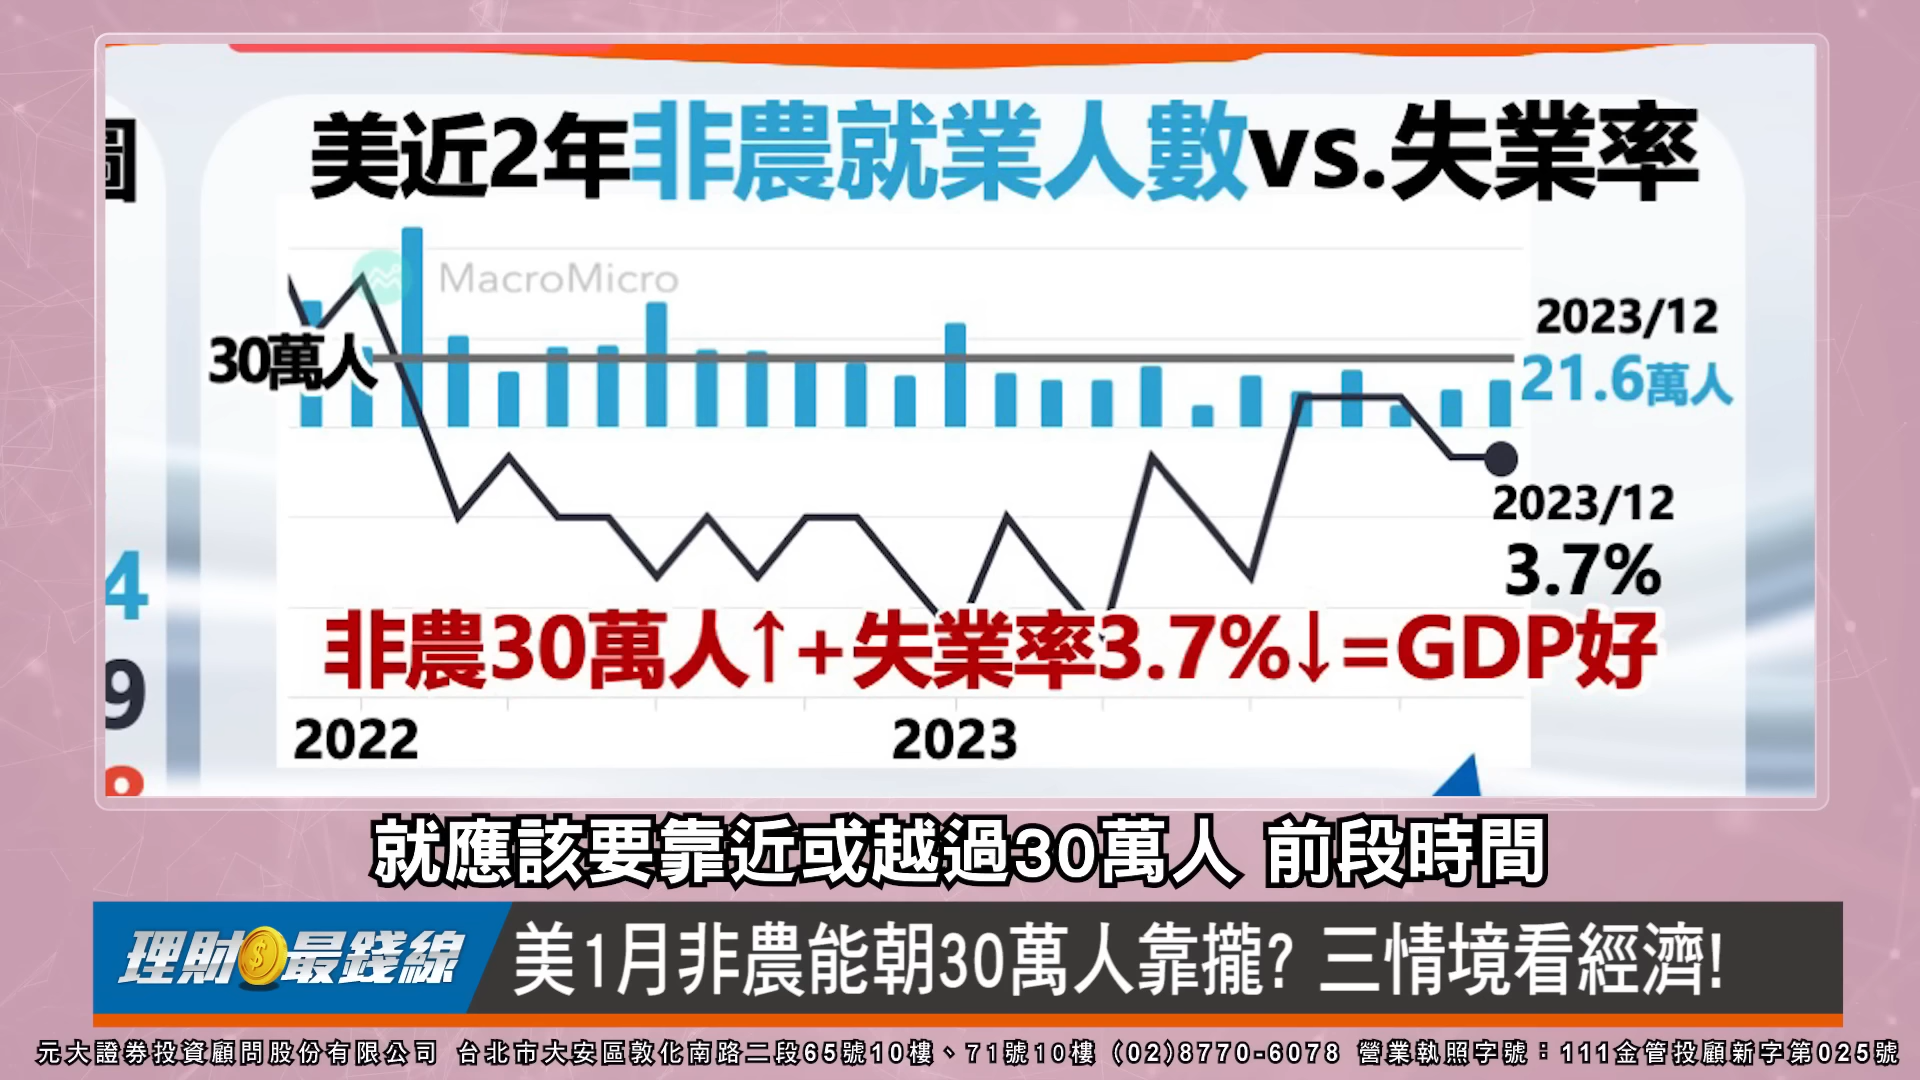 圖
美近2年非農就業人數vs.失業率
MacroMicro
30萬人
2023/12
21.6萬人
2023/12
3.7%
4
9
8
非農30萬人↑+失業率3.7%↓=GDP好
2022
2023
就應該要靠近或越過30萬人 前段時間
理財最錢線
美1月非農能朝30萬人靠攏? 三情境看經濟!
元大證券投資顧問股份有限公司 台北市大安區敦化南路二段65號10樓、71號10樓 (02)8770-6078 營業執照字號：111金管投顧新字第025號